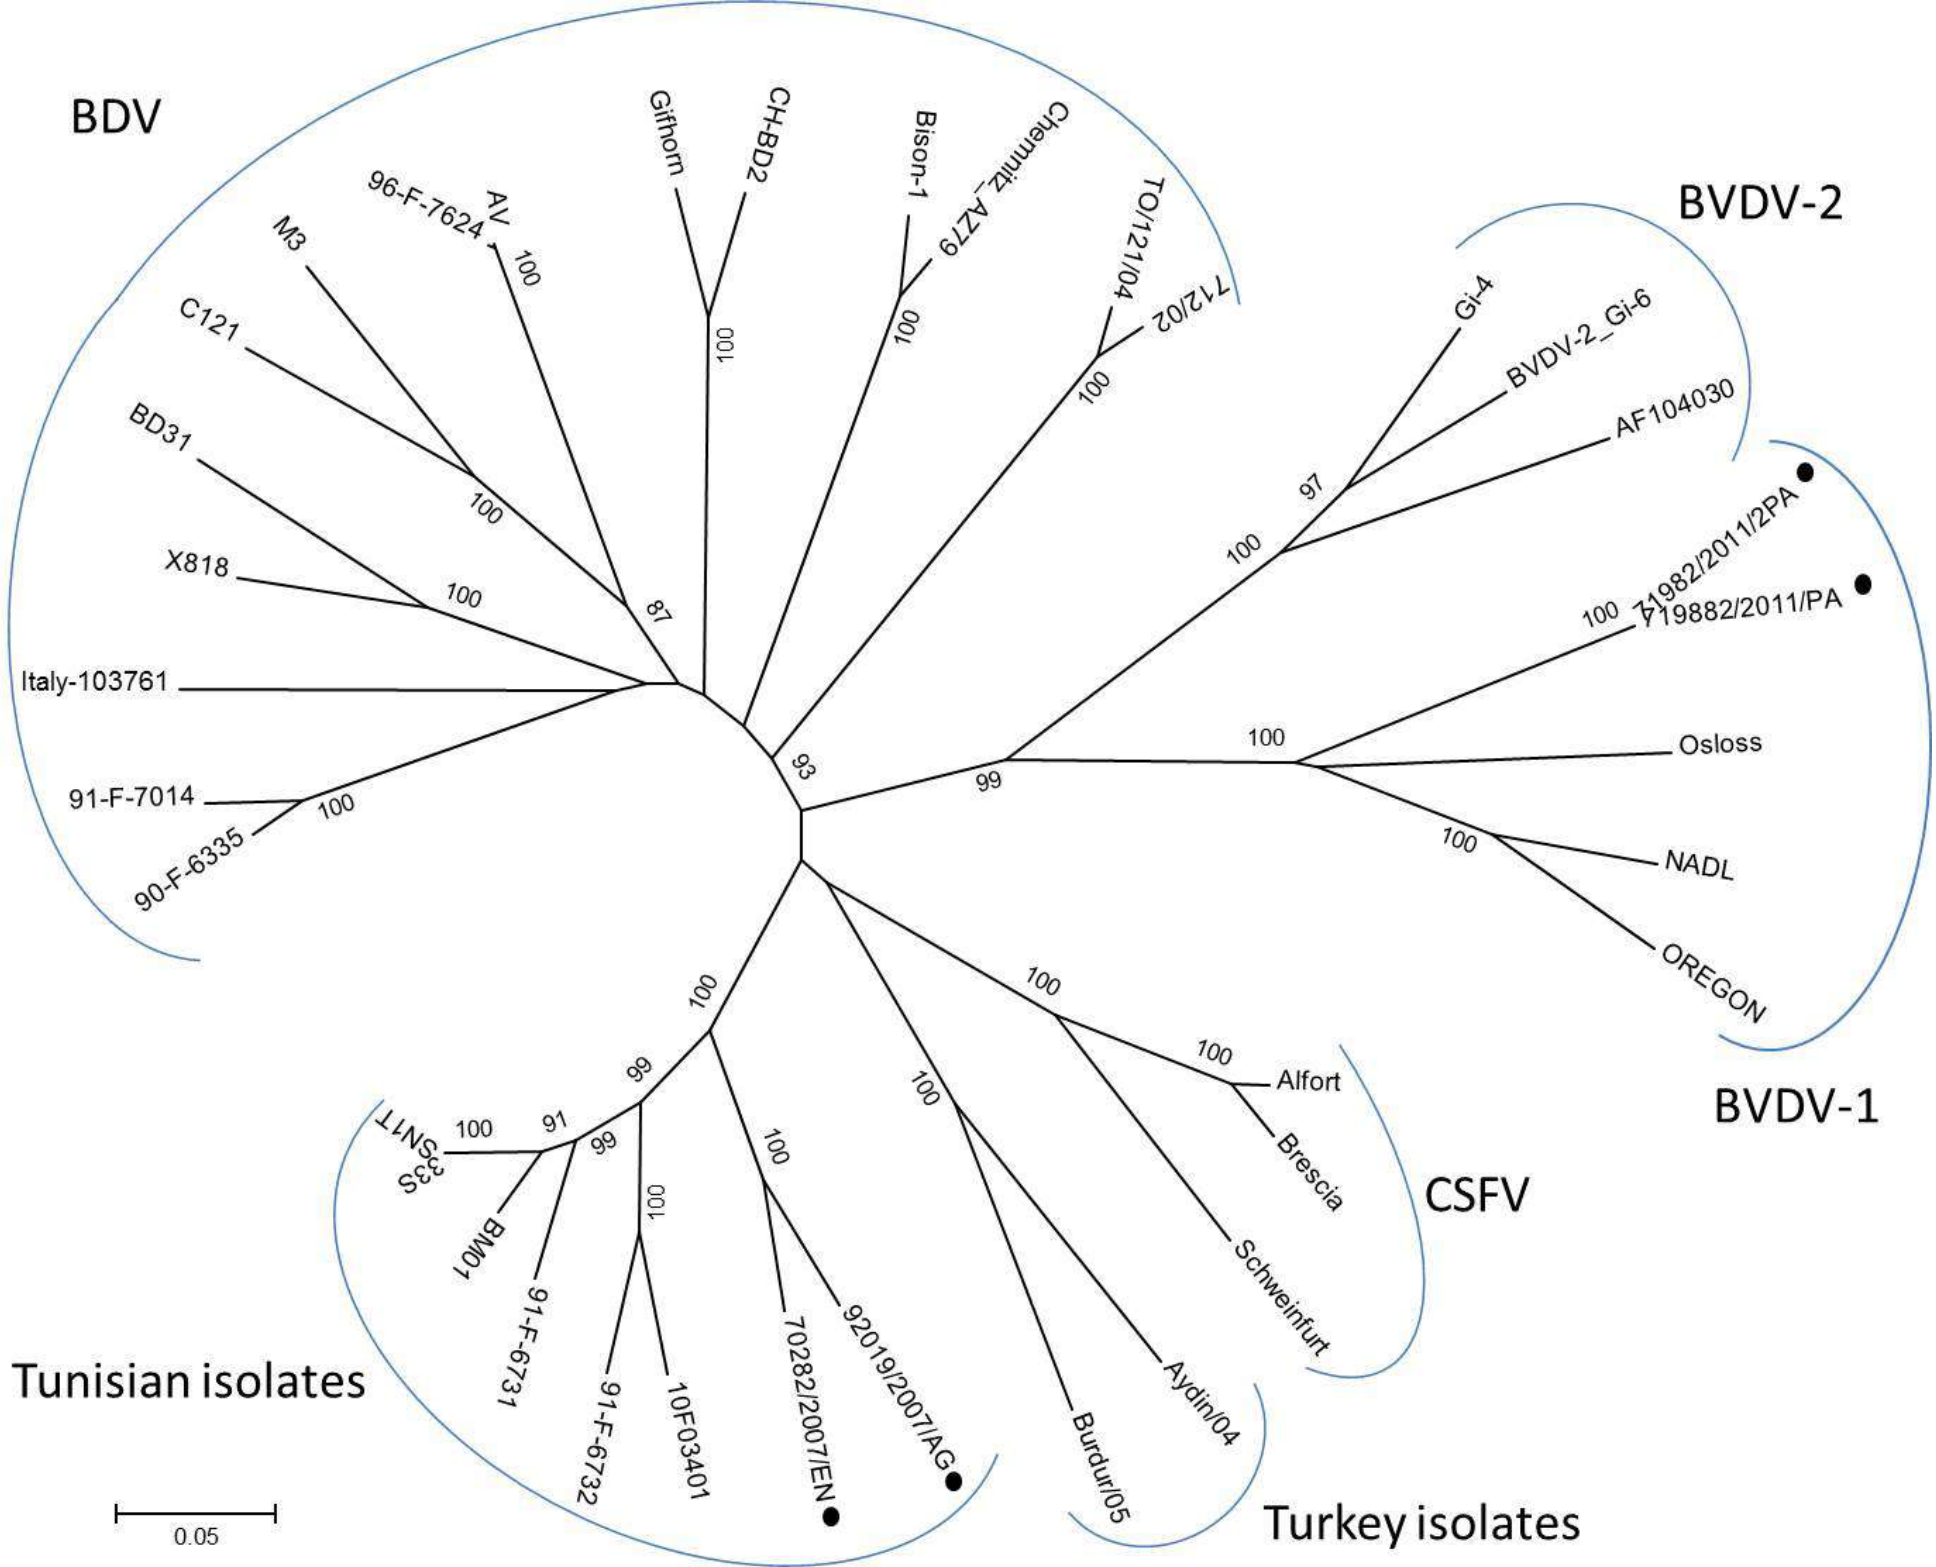 BDV
Gifhorn
CH-BD2
Bison-1
Chemnitz_AZ79
TO/121/04
712/02
96-F-7624
AV
100
M3
C121
BD31
X818
Italy-103761
91-F-7014
90-F-6335
100
100
100
87
100
100
100
93
BVDV-2
Gi-4
BVDV-2_Gi-6
AF104030
97
100
71982/2011/2PA
719882/2011/PA
100
Osloss
100
99
100
NADL
OREGON
BVDV-1
100
100
Alfort
Brescia
Schweinfurt
CSFV
100
Aydin/04
Burdur/05
Turkey isolates
100
99
91
99
100
SN1T
33S
BM01
91-F-6731
100
91-F-6732
10F03401
100
70282/2007/EN
92019/2007/AG
Tunisian isolates
0.05